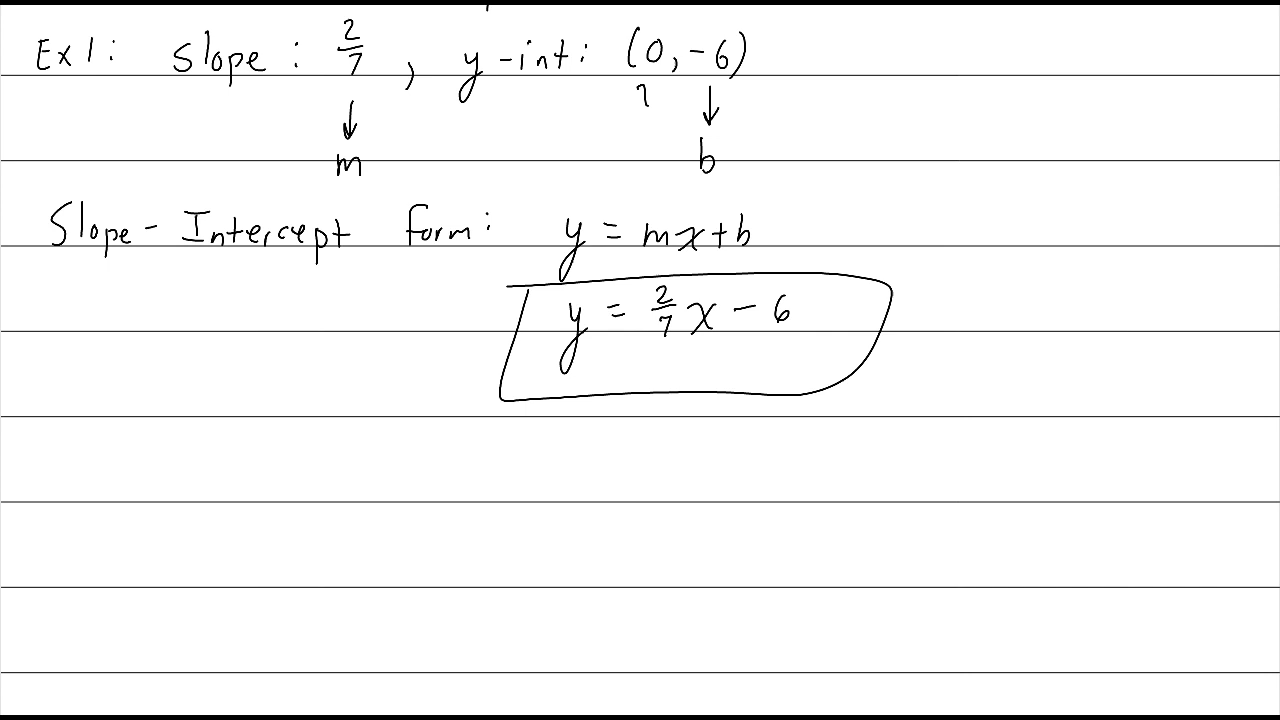 Ex 1: slope: 2/7, y-int: (0, -6)
↓ ↓
m b
Slope-Intercept form: y = mx+b
y = 2/7 x - 6